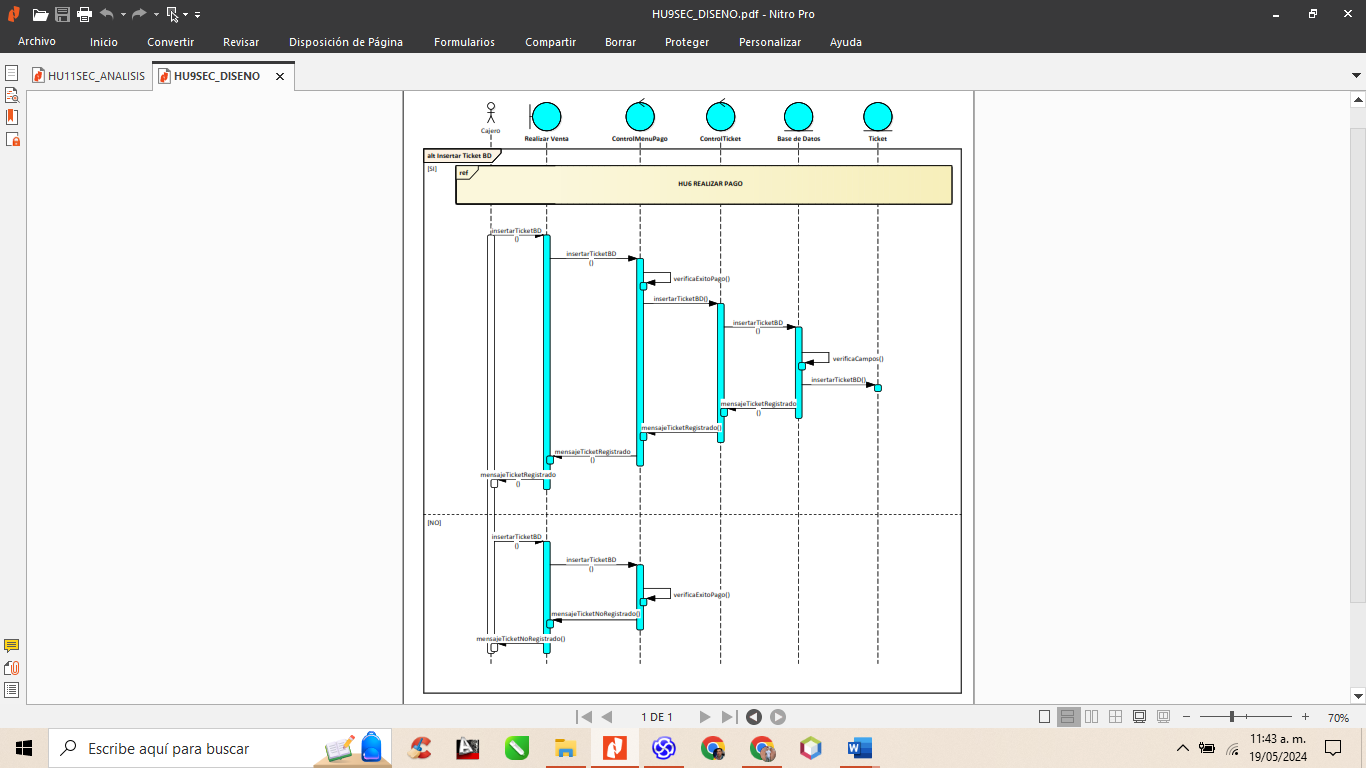 HU9SEC_DISENO.pdf - Nitro Pro
Archivo Inicio Convertir Revisar Disposición de Página Formularios Compartir Borrar Proteger Personalizar Ayuda
HU11SEC_ANALISIS HU9SEC_DISENO
Cajero Realizar Venta ControlMenuPago ControlTicket Base de Datos Ticket
alt Insertar Ticket BD
[SI]
ref
HU6 REALIZAR PAGO
insertarTicketBD
()
insertarTicketBD
()
verificaExitoPago()
insertarTicketBD()
insertarTicketBD
()
verificaCampos()
insertarTicketBD()
mensajeTicketRegistrado
()
mensajeTicketRegistrado()
mensajeTicketRegistrado
()
mensajeTicketRegistrado
()
[NO]
insertarTicketBD
()
insertarTicketBD
()
verificaExitoPago()
mensajeTicketNoRegistrado()
mensajeTicketNoRegistrado()
1 DE 1
70%
Escribe aquí para buscar
11:43 a. m.
19/05/2024